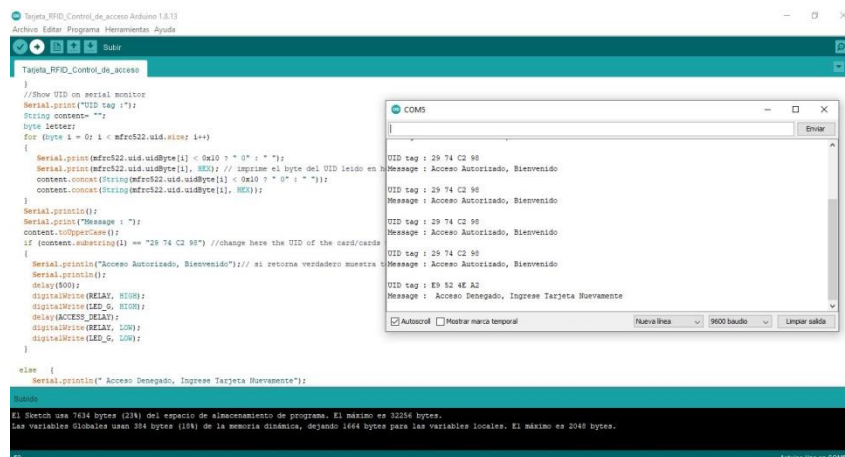 Tarjeta_RFID_Control_de_acceso Arduino 1.8.13
Archivo Editar Programa Herramientas Ayuda
Subir
Tarjeta_RFID_Control_de_acceso
}
//Show UID on serial monitor
Serial.print("UID tag :");
String content= "";
byte letter;
for (byte i = 0; i < mfrc522.uid.size; i++)
{
Serial.print(mfrc522.uid.uidByte[i] < 0x10 ? " 0" : " ");
Serial.print(mfrc522.uid.uidByte[i], HEX); // imprime el byte del UID leido en h
content.concat(String(mfrc522.uid.uidByte[i] < 0x10 ? " 0" : " "));
content.concat(String(mfrc522.uid.uidByte[i], HEX));
}
Serial.println();
Serial.print("Message : ");
content.toUpperCase();
if (content.substring(1) == "29 74 C2 98") //change here the UID of the card/cards
{
Serial.println("Acceso Autorizado, Bienvenido");// si retorna verdadero muestra t
Serial.println();
delay(500);
digitalWrite(RELAY, HIGH);
digitalWrite(LED_G, HIGH);
delay(ACCESS_DELAY);
digitalWrite(RELAY, LOW);
digitalWrite(LED_G, LOW);
}
else {
Serial.println(" Acceso Denegado, Ingrese Tarjeta Nuevamente");
COM5
Enviar
UID tag : 29 74 C2 98
Message : Acceso Autorizado, Bienvenido
UID tag : 29 74 C2 98
Message : Acceso Autorizado, Bienvenido
UID tag : 29 74 C2 98
Message : Acceso Autorizado, Bienvenido
UID tag : 29 74 C2 98
Message : Acceso Autorizado, Bienvenido
UID tag : E9 52 4E A2
Message : Acceso Denegado, Ingrese Tarjeta Nuevamente
Autoscroll Mostrar marca temporal Nueva línea 9600 baudio Limpiar salida
Subido
El Sketch usa 7634 bytes (23%) del espacio de almacenamiento de programa. El máximo es 32256 bytes.
Las variables Globales usan 384 bytes (18%) de la memoria dinámica, dejando 1664 bytes para las variables locales. El máximo es 2048 bytes.